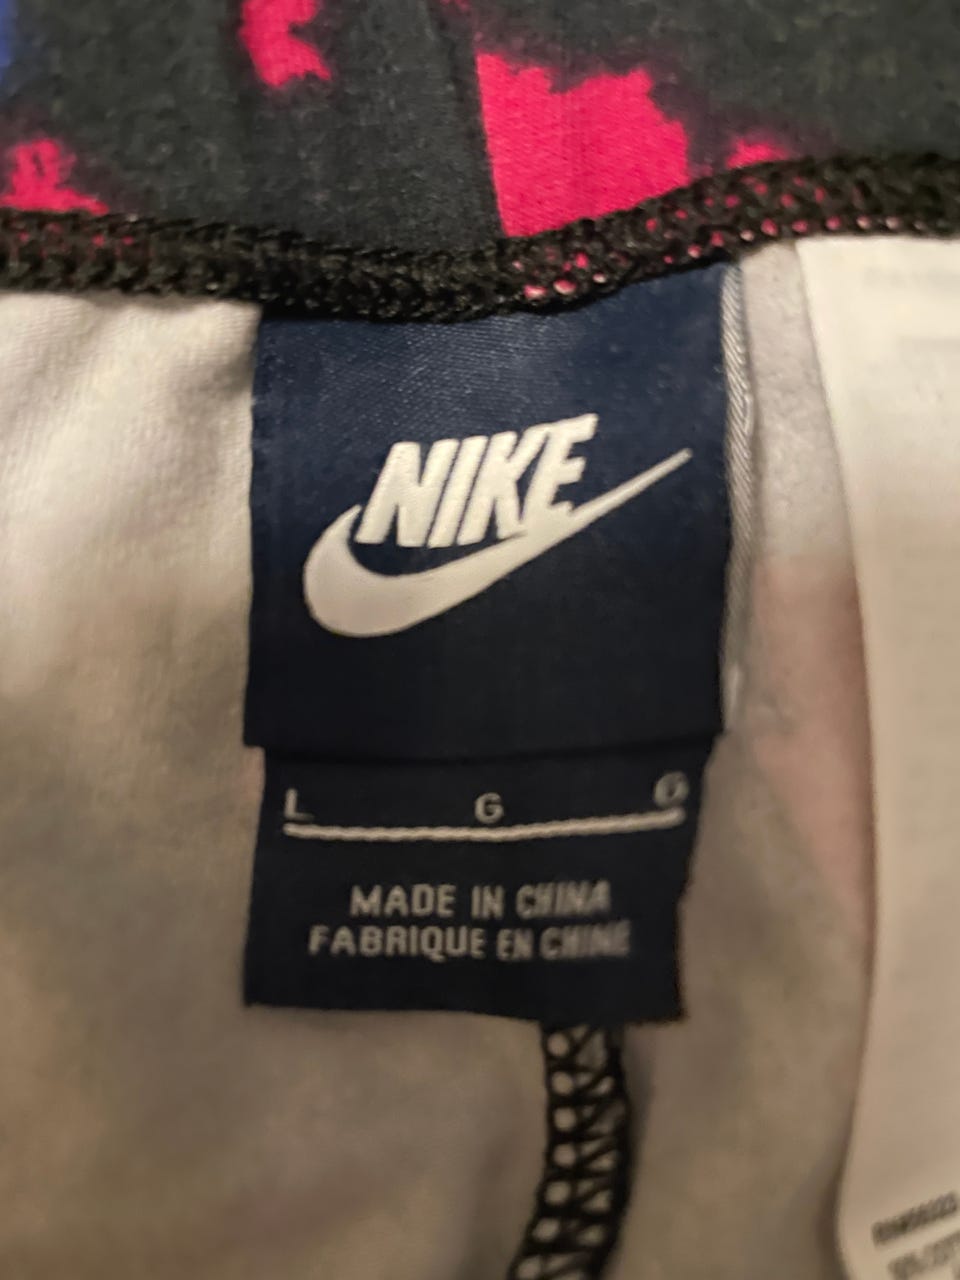 NIKE
L G G
MADE IN CHINA
FABRIQUE EN CHINE